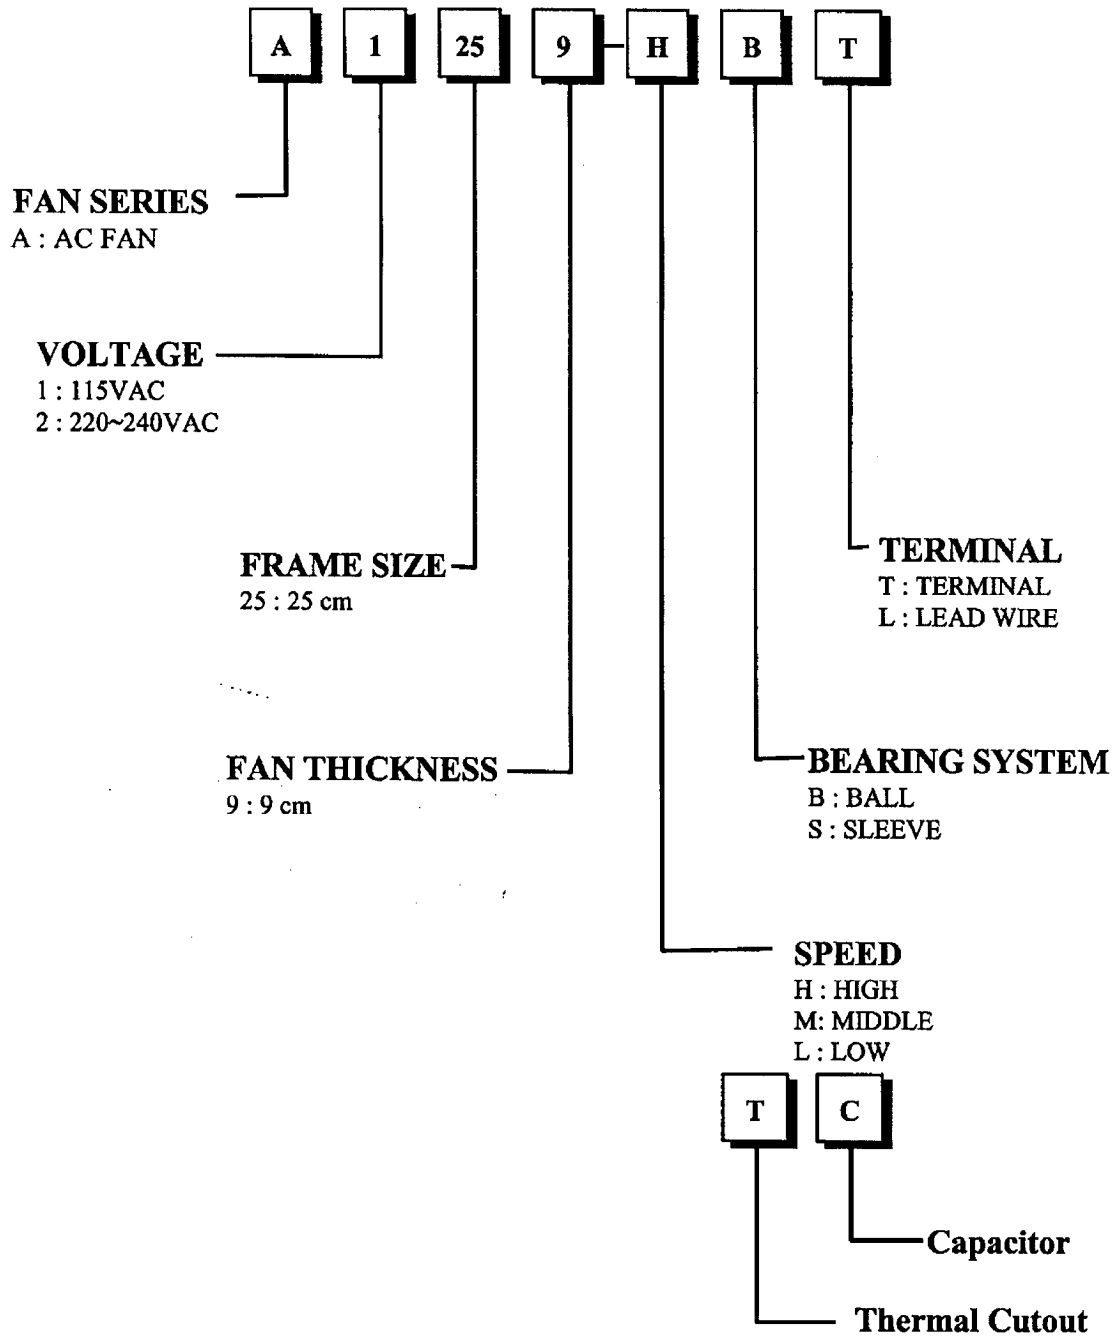 A 1 25 9 - H B T
FAN SERIES
A : AC FAN
VOLTAGE
1 : 115VAC
2 : 220~240VAC
FRAME SIZE
25 : 25 cm
TERMINAL
T : TERMINAL
L : LEAD WIRE
FAN THICKNESS
9 : 9 cm
BEARING SYSTEM
B : BALL
S : SLEEVE
SPEED
H : HIGH
M: MIDDLE
L : LOW
T C
Capacitor
Thermal Cutout